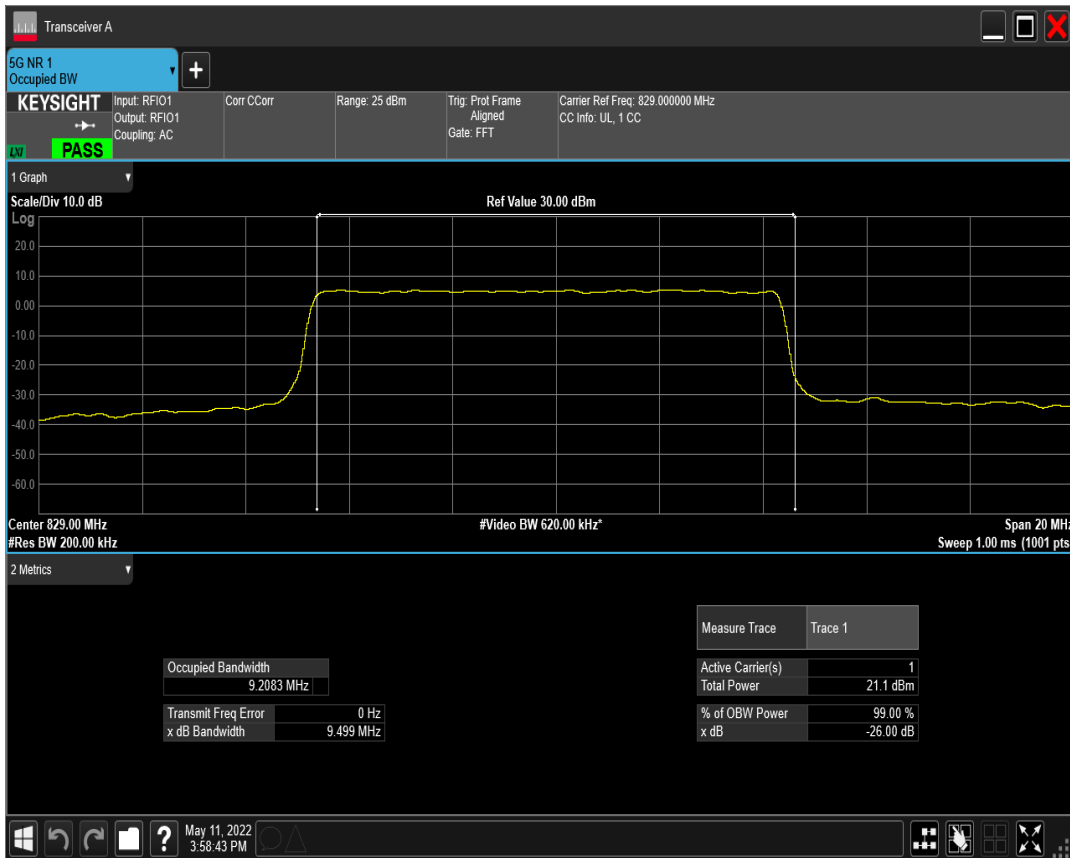 Transceiver A
5G NR 1
Occupied BW
KEYSIGHT
Input: RFIO1
Output: RFIO1
Coupling: AC
Corr CCorr
Range: 25 dBm
Trig: Prot Frame
Aligned
Gate: FFT
Carrier Ref Freq: 829.000000 MHz
CC Info: UL, 1 CC
LXI
PASS
1 Graph
Scale/Div 10.0 dB
Ref Value 30.00 dBm
Log
20.0
10.0
0.00
-10.0
-20.0
-30.0
-40.0
-50.0
-60.0
Center 829.00 MHz
#Video BW 620.00 kHz*
Span 20 MHz
#Res BW 200.00 kHz
Sweep 1.00 ms (1001 pts
2 Metrics
Measure Trace Trace 1
Occupied Bandwidth
9.2083 MHz
Active Carrier(s) 1
Total Power 21.1 dBm
Transmit Freq Error 0 Hz
x dB Bandwidth 9.499 MHz
% of OBW Power 99.00 %
x dB -26.00 dB
?
May 11, 2022
3:58:43 PM